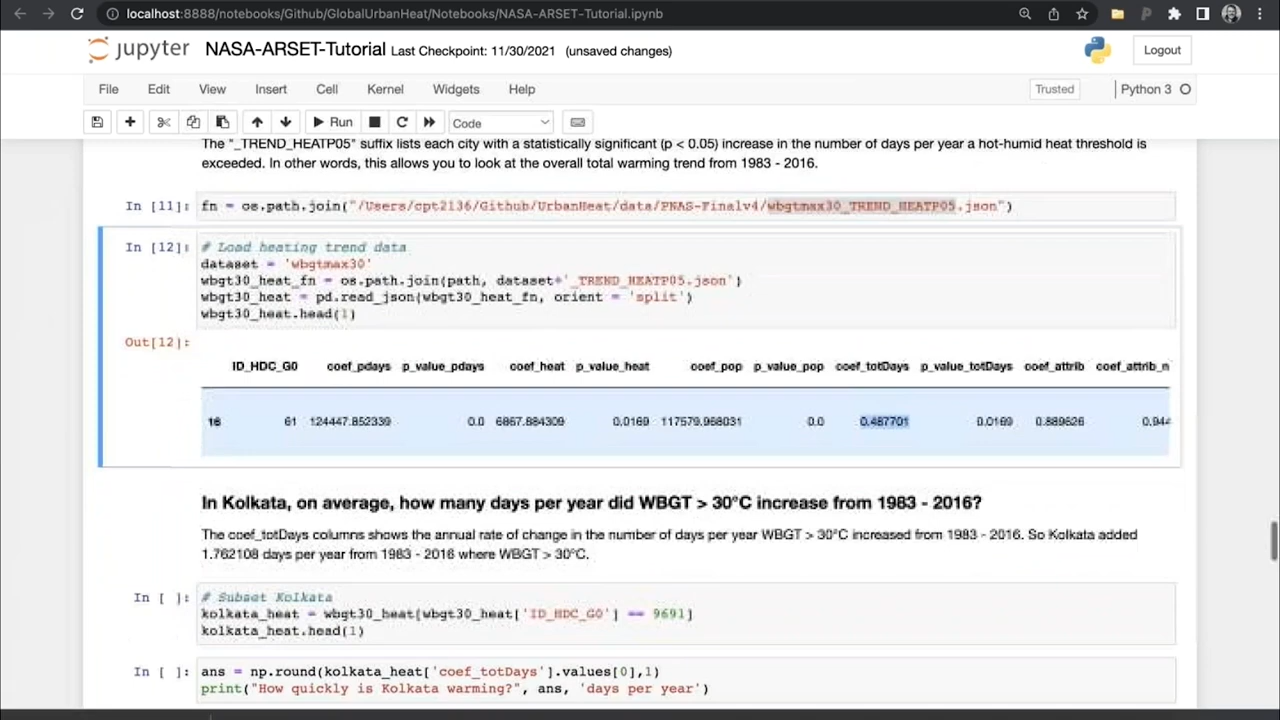 localhost:8888/notebooks/Github/GlobalUrbanHeat/Notebooks/NASA-ARSET-Tutorial.ipynb
jupyter NASA-ARSET-Tutorial Last Checkpoint: 11/30/2021 (unsaved changes) Logout
File Edit View Insert Cell Kernel Widgets Help Trusted Python 3
Run Code
The "_TREND_HEATP05" suffix lists each city with a statistically significant (p < 0.05) increase in the number of days per year a hot-humid heat threshold is
exceeded. In other words, this allows you to look at the overall total warming trend from 1983 - 2016.
In [11]: fn = os.path.join("/Users/cpt2136/Github/UrbanHeat/data/PNAS-Finalv4/wbgtmax30_TREND_HEATP05.json")
In [12]: # Load heating trend data
dataset = 'wbgtmax30'
wbgt30_heat_fn = os.path.join(path, dataset+'_TREND_HEATP05.json')
wbgt30_heat = pd.read_json(wbgt30_heat_fn, orient = 'split')
wbgt30_heat.head(1)
Out[12]:
ID_HDC_G0 coef_pdays p_value_pdays coef_heat p_value_heat coef_pop p_value_pop coef_totDays p_value_totDays coef_attrib coef_attrib_n
16 61 124447.852339 0.0 6867.884309 0.0169 117579.968031 0.0 0.487701 0.0169 0.889626 0.944
In Kolkata, on average, how many days per year did WBGT > 30°C increase from 1983 - 2016?
The coef_totDays columns shows the annual rate of change in the number of days per year WBGT > 30°C increased from 1983 - 2016. So Kolkata added
1.762108 days per year from 1983 - 2016 where WBGT > 30°C.
In [ ]: # Subset Kolkata
kolkata_heat = wbgt30_heat[wbgt30_heat['ID_HDC_G0'] == 9691]
kolkata_heat.head(1)
In [ ]: ans = np.round(kolkata_heat['coef_totDays'].values[0],1)
print("How quickly is Kolkata warming?", ans, 'days per year')